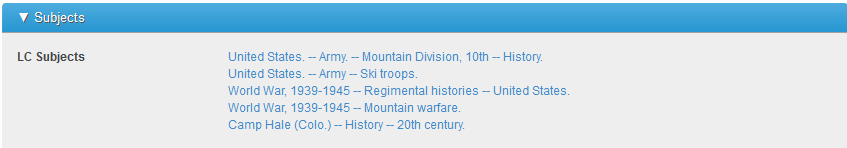 ▼ Subjects
LC Subjects
United States. -- Army. -- Mountain Division, 10th -- History.
United States. -- Army -- Ski troops.
World War, 1939-1945 -- Regimental histories -- United States.
World War, 1939-1945 -- Mountain warfare.
Camp Hale (Colo.) -- History -- 20th century.